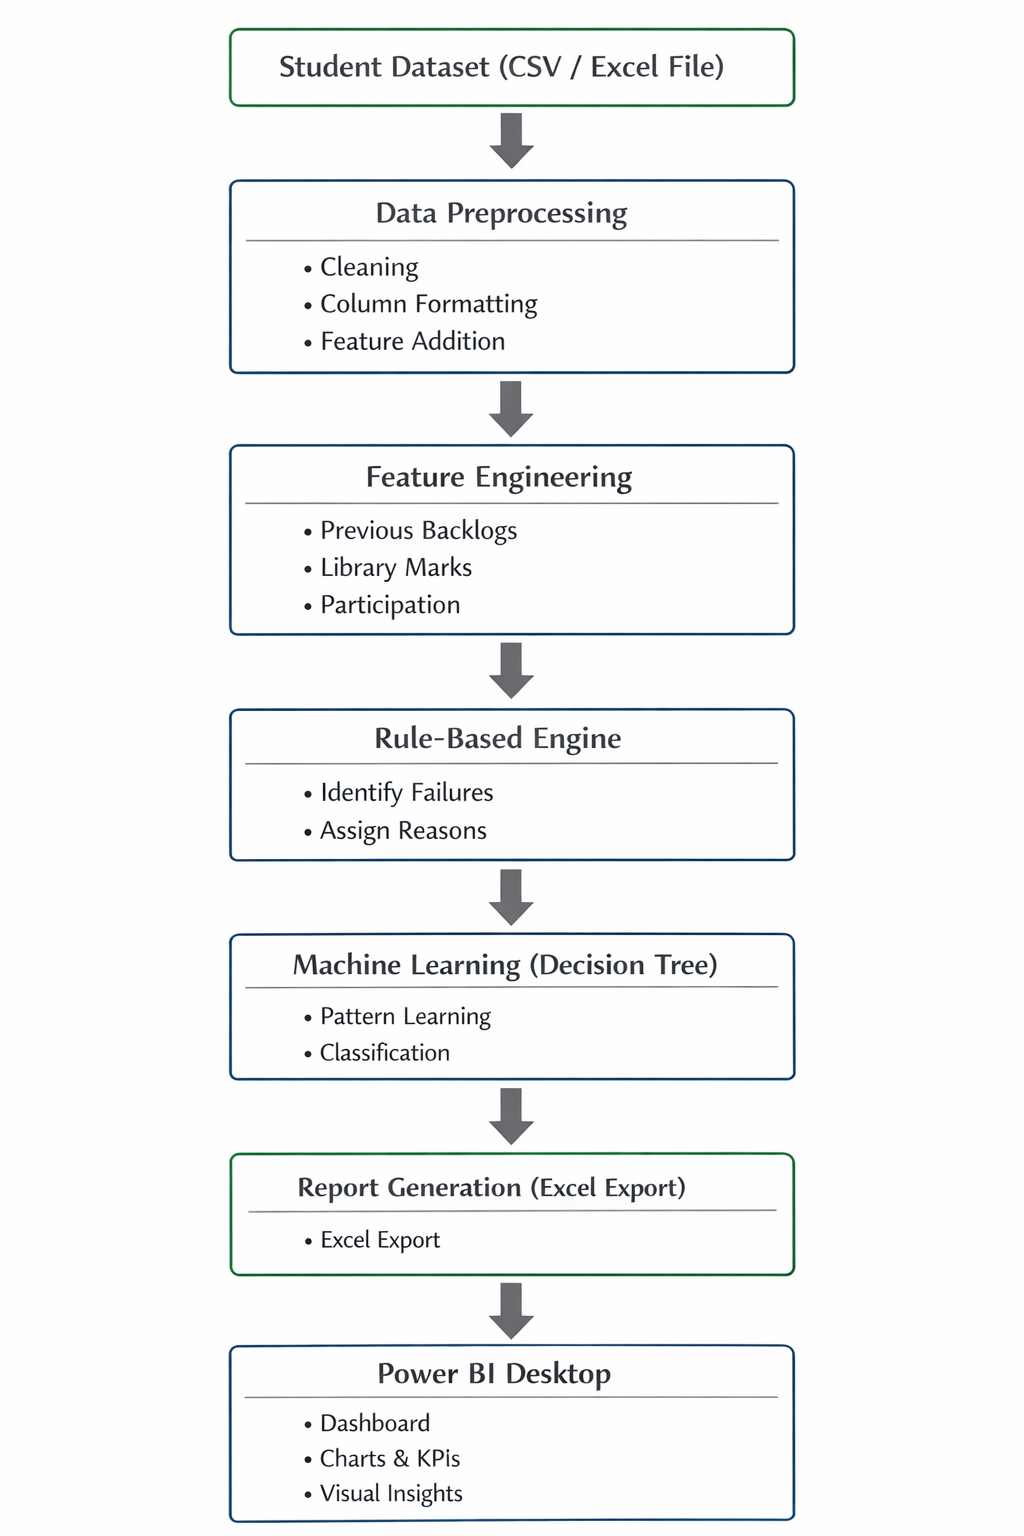 Student Dataset (CSV / Excel File)
Data Preprocessing
• Cleaning
• Column Formatting
• Feature Addition
Feature Engineering
• Previous Backlogs
• Library Marks
• Participation
Rule-Based Engine
• Identify Failures
• Assign Reasons
Machine Learning (Decision Tree)
• Pattern Learning
• Classification
Report Generation (Excel Export)
• Excel Export
Power BI Desktop
• Dashboard
• Charts & KPis
• Visual Insights